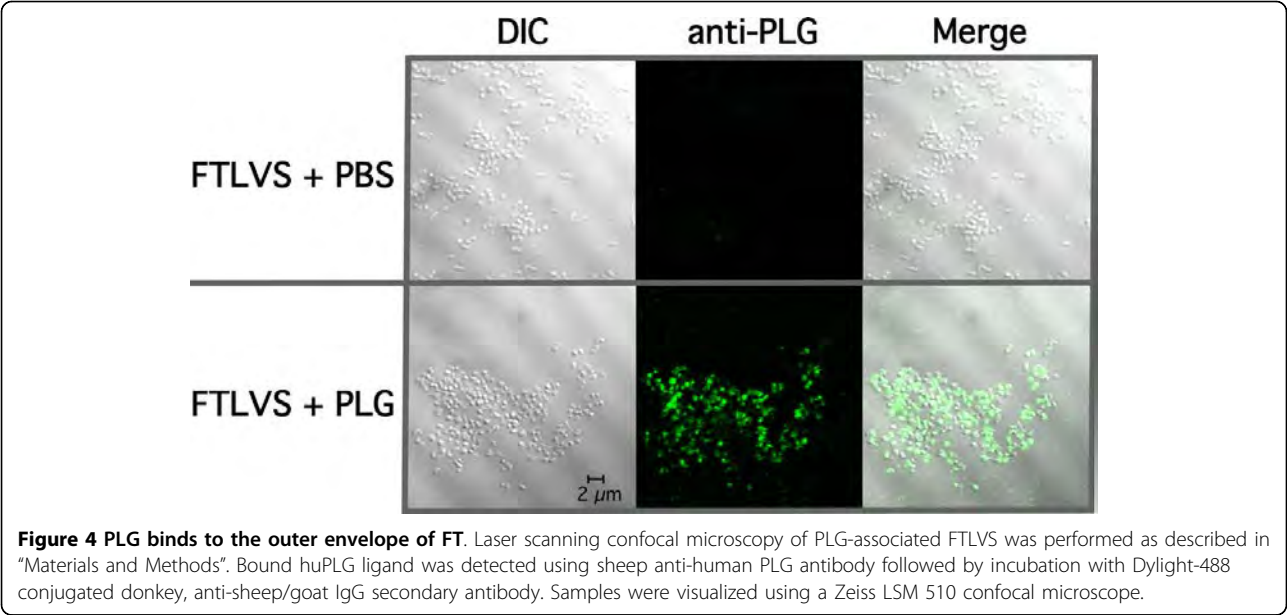 DIC anti-PLG Merge
FTLVS + PBS
FTLVS + PLG
2 µm
Figure 4 PLG binds to the outer envelope of FT. Laser scanning confocal microscopy of PLG-associated FTLVS was performed as described in
“Materials and Methods”. Bound huPLG ligand was detected using sheep anti-human PLG antibody followed by incubation with Dylight-488
conjugated donkey, anti-sheep/goat IgG secondary antibody. Samples were visualized using a Zeiss LSM 510 confocal microscope.